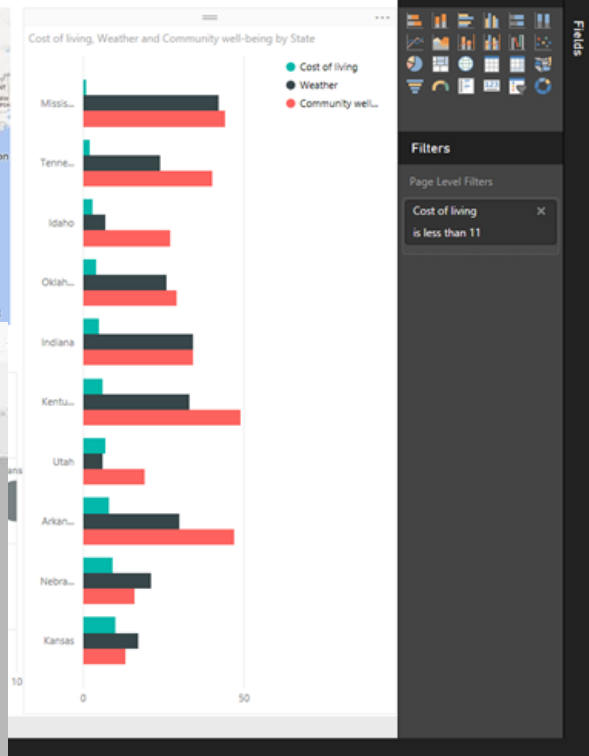 Cost of living, Weather and Community well-being by State
Cost of living
Weather
Community well...
Missis...
Tenne...
Idaho
Oklah...
Indiana
Kentu...
Utah
Arkan...
Nebra...
Kansas
0
50
10
ans
an
Fields
Filters
Page Level Filters
Cost of living
is less than 11